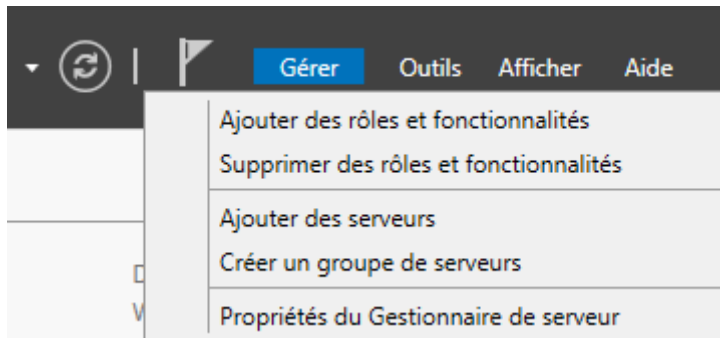 Gérer Outils Afficher Aide
Ajouter des rôles et fonctionnalités
Supprimer des rôles et fonctionnalités
Ajouter des serveurs
Créer un groupe de serveurs
Propriétés du Gestionnaire de serveur